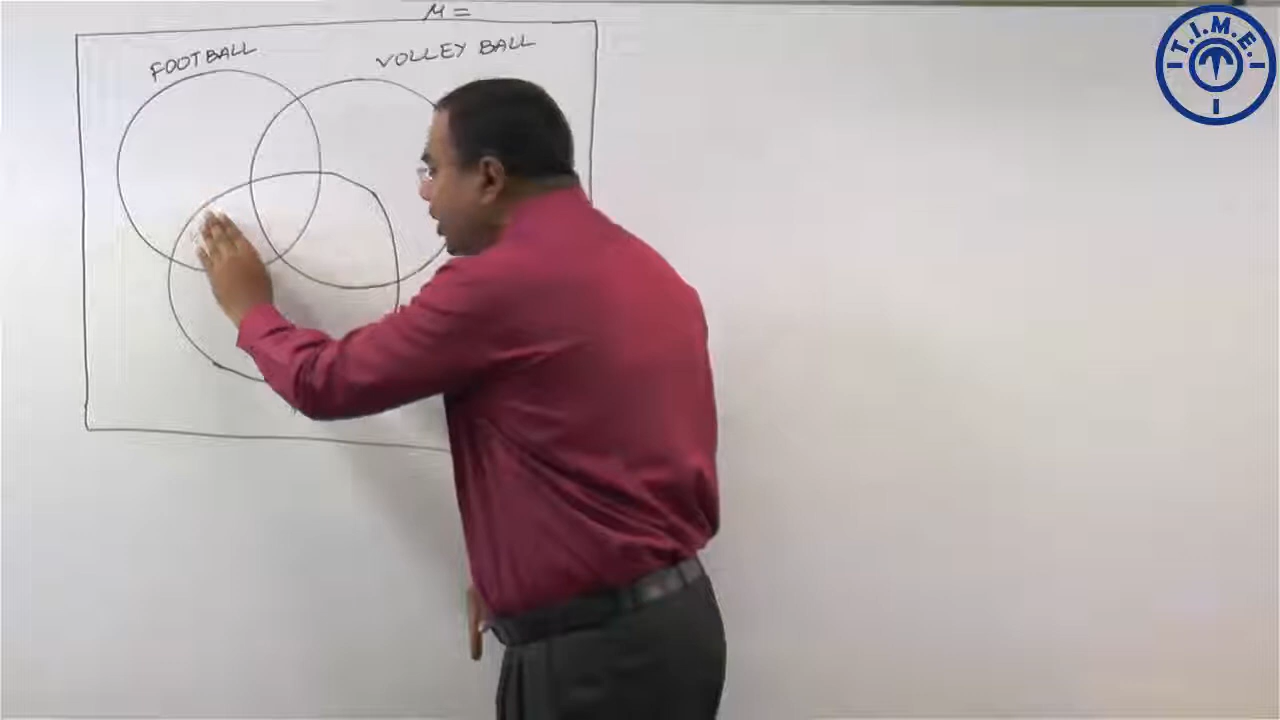 μ =
FOOTBALL
VOLLEY BALL
T.I.M.E.